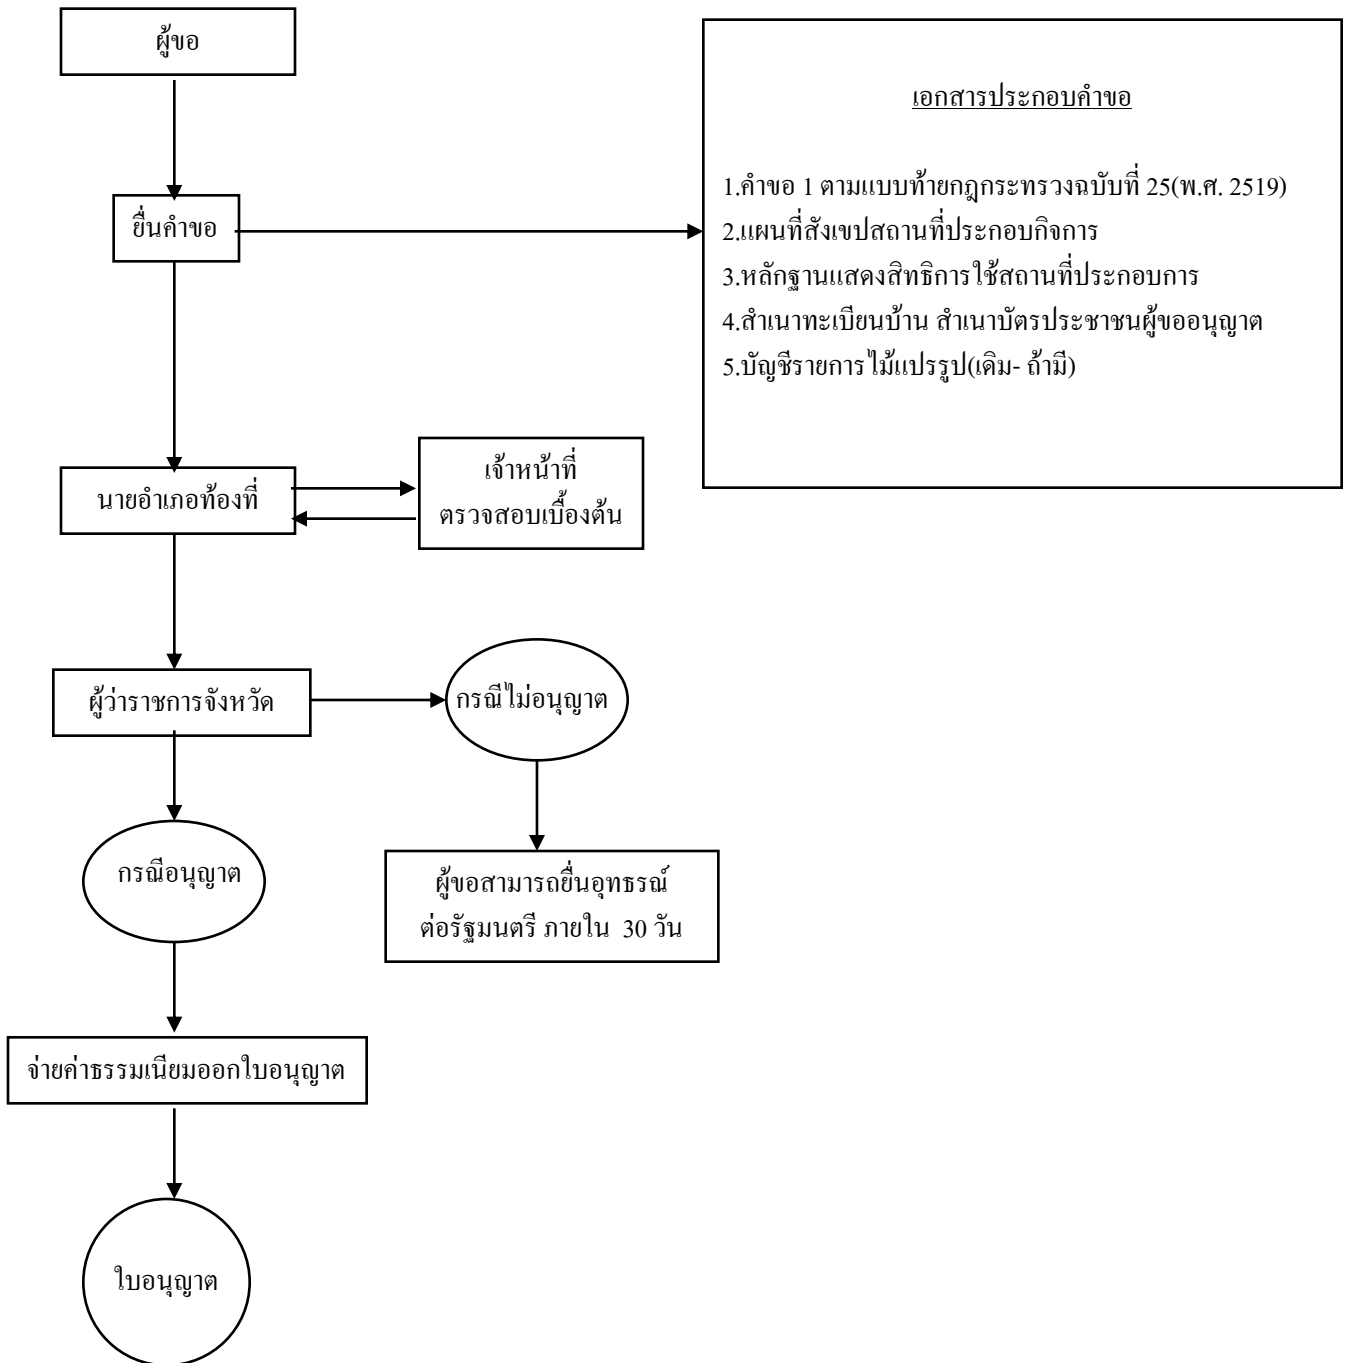 ผู้ขอ
เอกสารประกอบคำขอ
1.คำขอ 1 ตามแบบท้ายกฎกระทรวงฉบับที่ 25(พ.ศ. 2519)
2.แผนที่สังเขปสถานที่ประกอบกิจการ
3.หลักฐานแสดงสิทธิการใช้สถานที่ประกอบการ
4.สำเนาทะเบียนบ้าน สำเนาบัตรประชาชนผู้ขออนุญาต
5.บัญชีรายการไม้แปรรูป(เดิม- ถ้ามี)
ยื่นคำขอ
นายอำเภอท้องที่
เจ้าหน้าที่
ตรวจสอบเบื้องต้น
ผู้ว่าราชการจังหวัด
กรณีไม่อนุญาต
กรณีอนุญาต
ผู้ขอสามารถยื่นอุทธรณ์
ต่อรัฐมนตรี ภายใน  30 วัน
จ่ายค่าธรรมเนียมออกใบอนุญาต
ใบอนุญาต